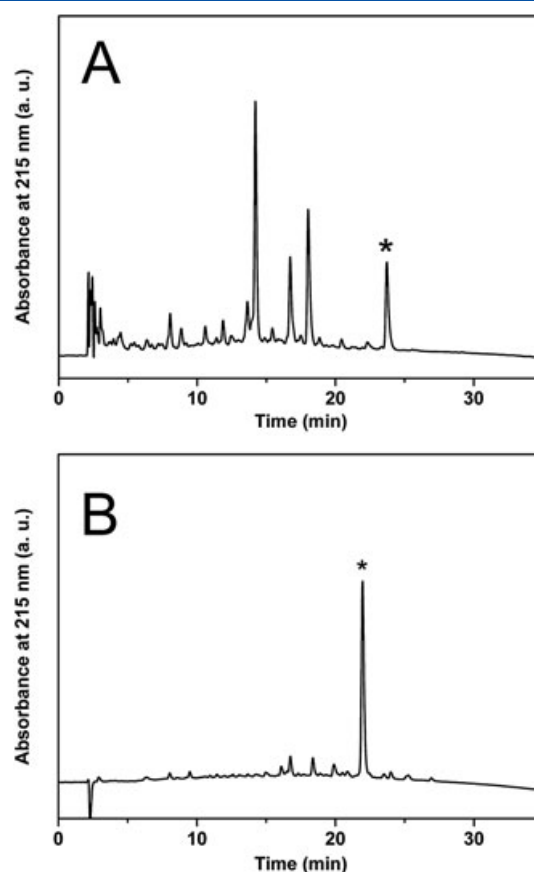 Absorbance at 215 nm (a. u.)
A
*
0 10 20 30
Time (min)
Absorbance at 215 nm (a. u.)
B
*
0 10 20 30
Time (min)